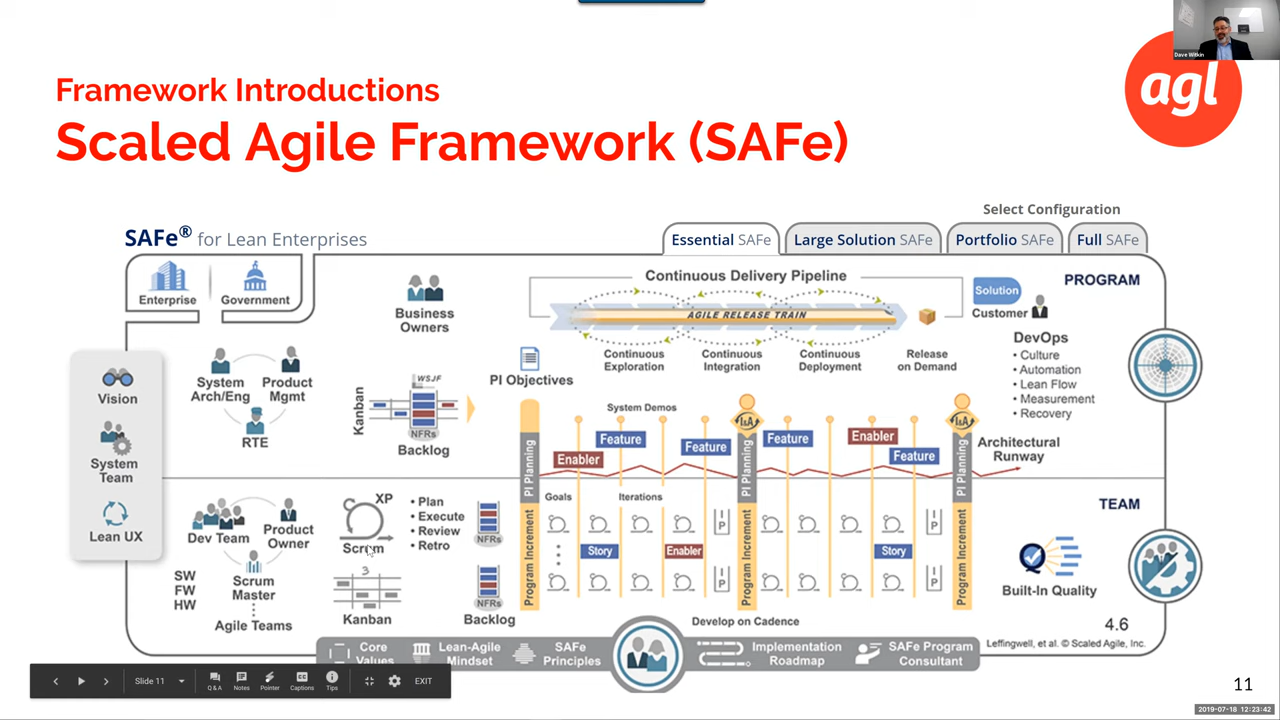 Dave Witkin
agl
Framework Introductions
Scaled Agile Framework (SAFe)
Select Configuration
SAFe® for Lean Enterprises
Essential SAFe
Large Solution SAFe
Portfolio SAFe
Full SAFe
Enterprise
Government
Business
Owners
Continuous Delivery Pipeline
AGILE RELEASE TRAIN
Solution
Customer
PROGRAM
Continuous
Exploration
Continuous
Integration
Continuous
Deployment
Release
on Demand
DevOps
• Culture
• Automation
• Lean Flow
• Measurement
• Recovery
Vision
System
Team
Lean UX
System
Arch/Eng
Product
Mgmt
RTE
Kanban
WSJF
NFRs
Backlog
PI Objectives
System Demos
PI Planning
Enabler
Feature
Feature
I&A
PI Planning
Feature
Enabler
Feature
I&A
PI Planning
Architectural
Runway
TEAM
Dev Team
Product
Owner
Scrum
Master
Agile Teams
SW
FW
HW
XP
Scrum
• Plan
• Execute
• Review
• Retro
NFRs
3
Kanban
NFRs
Backlog
Program Increment
Goals
Iterations
Story
Enabler
IP
IP
Program Increment
Story
IP
IP
Program Increment
Develop on Cadence
Built-In Quality
4.6
Leffingwell, et al. © Scaled Agile, Inc.
Core
Values
Lean-Agile
Mindset
SAFe
Principles
Implementation
Roadmap
SAFe Program
Consultant
Slide 11
Q & A
Notes
Pointer
Captions
Tips
EXIT
11
2019-07-18 12:23:42